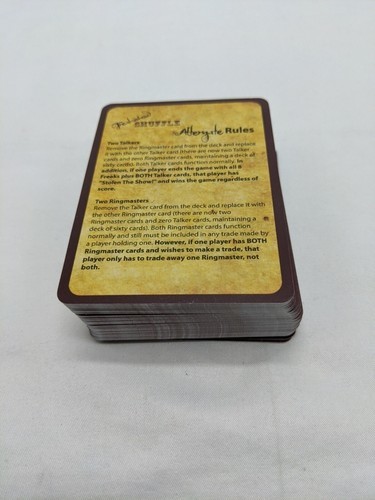 SHUFFLE
Alternate Rules
Two Talkers
Remove the Ringmaster card from the deck and replace
it with the other Talker card (there are now two Talker
cards and zero Ringmaster cards, maintaining a deck of
sixty cards). Both Talker cards function normally. In
addition, if one player ends the game with all 8
Freaks plus BOTH Talker cards, that player has
"Stolen The Show!" and wins the game regardless of
score.
Two Ringmasters
Remove the Talker card from the deck and replace it with
the other Ringmaster card (there are now two
Ringmaster cards and zero Talker cards, maintaining a
deck of sixty cards). Both Ringmaster cards function
normally and still must be included in any trade made by
a player holding one. However, if one player has BOTH
Ringmaster cards and wishes to make a trade, that
player only has to trade away one Ringmaster, not
both.